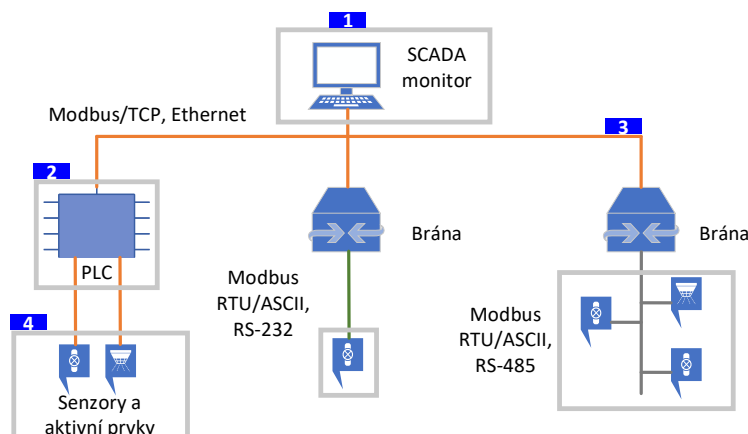 1
SCADA
monitor
Modbus/TCP, Ethernet
3
2
PLC
Brána
Brána
Modbus
RTU/ASCII,
RS-232
Modbus
RTU/ASCII,
RS-485
4
Senzory a
aktivní prvky